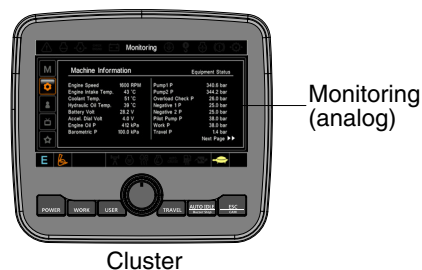 Monitoring
M
Machine Information
Equipment Status
Engine Speed 1600 RPM
Engine Intake Temp. 43 °C
Coolent Temp. 51 °C
Hydraulic Oil Temp. 39 °C
Battery Volt 28.2 V
Accel. Dial Volt 4.0 V
Engine Oil P 412 kPa
Barometric P 100.0 kPa
Pump1 P 340.8 bar
Pump2 P 344.2 bar
Overload Check P 28.0 bar
Negative 1 P 25.0 bar
Negative 2 P 25.0 bar
Pilot Pump P 38.0 bar
Work P 38.0 bar
Travel P 1.4 bar
Next Page ▶▶
E
POWER
WORK
USER
TRAVEL
AUTO IDLE
ESC
CAM
Monitoring
(analog)
Cluster